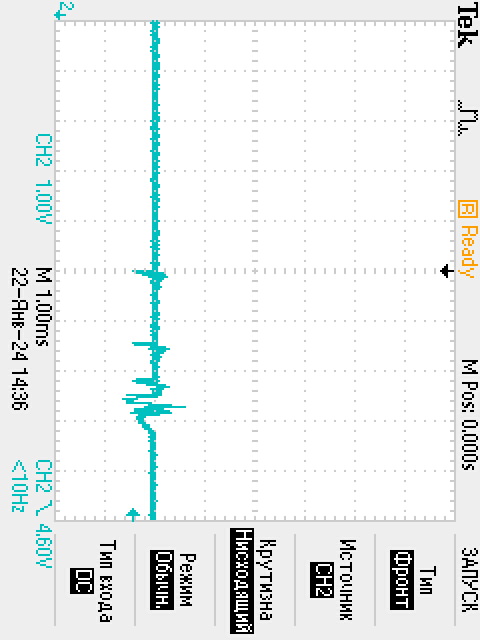 Tek
R Ready
M Pos: 0.000s
ЗАПУСК
Тип
Фронт
Источник
CH2
Крутизна
Нисходящий
Режим
Обычн.
Тип входа
DC
2
CH2 1.00V
M 1.00ms
CH2 \ 4.60V
22-Янв-24 14:36
<10Hz